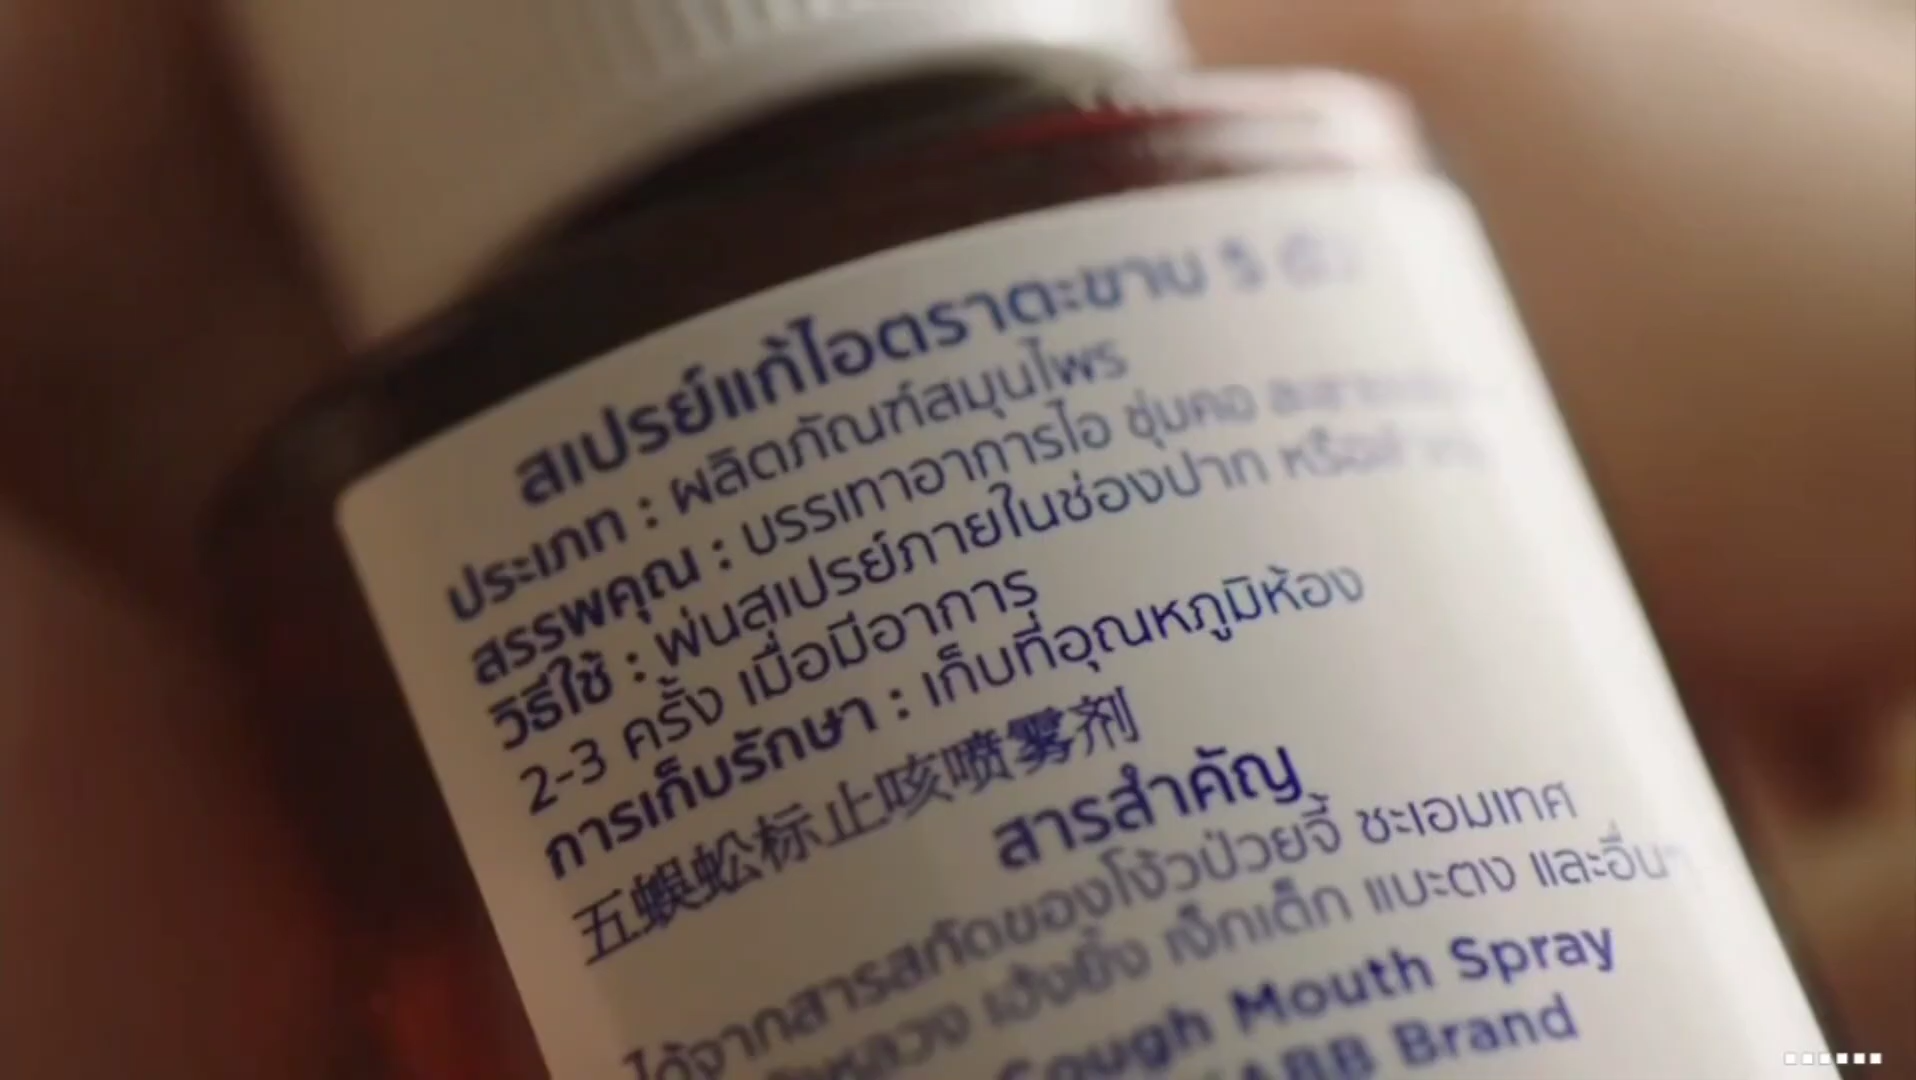 สเปรย์แก้ไอตราตะขาบ 5
ประเภท : ผลิตภัณฑ์สมุนไพร
สรรพคุณ : บรรเทาอาการไอ ชุ่มคอ
วิธีใช้ : พ่นสเปรย์ภายในช่องปาก หรือ
2-3 ครั้ง เมื่อมีอาการ
การเก็บรักษา : เก็บที่อุณหภูมิห้อง
五蜈蚣标止咳喷雾剂
สารสำคัญ
ได้จากสารสกัดของโง้วป่วยจี้ ชะเอมเทศ
เจ็กเต็ก แบะตง และอื่นๆ
Cough Mouth Spray
Brand